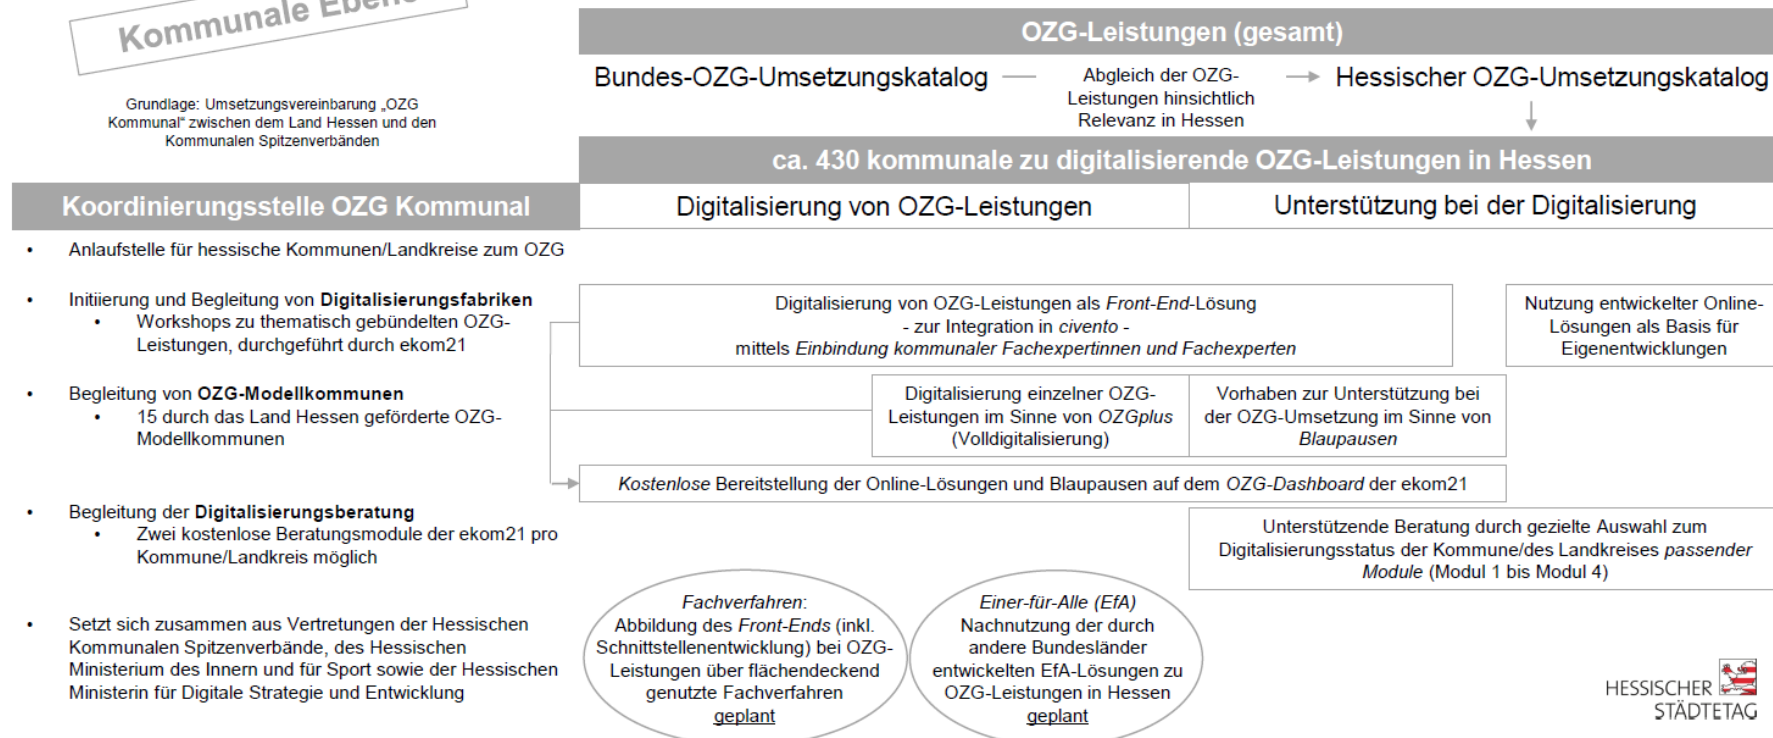 Kommunale Ebene
Grundlage: Umsetzungsvereinbarung „OZG
Kommunal“ zwischen dem Land Hessen und den
Kommunalen Spitzenverbänden
OZG-Leistungen (gesamt)
Bundes-OZG-Umsetzungskatalog
Abgleich der OZG-
Leistungen hinsichtlich
Relevanz in Hessen
Hessischer OZG-Umsetzungskatalog
ca. 430 kommunale zu digitalisierende OZG-Leistungen in Hessen
Koordinierungsstelle OZG Kommunal
Digitalisierung von OZG-Leistungen
Unterstützung bei der Digitalisierung
• Anlaufstelle für hessische Kommunen/Landkreise zum OZG
• Initiierung und Begleitung von Digitalisierungsfabriken
• Workshops zu thematisch gebündelten OZG-
Leistungen, durchgeführt durch ekom21
Digitalisierung von OZG-Leistungen als Front-End-Lösung
- zur Integration in civento -
mittels Einbindung kommunaler Fachexpertinnen und Fachexperten
Nutzung entwickelter Online-
Lösungen als Basis für
Eigenentwicklungen
• Begleitung von OZG-Modellkommunen
• 15 durch das Land Hessen geförderte OZG-
Modellkommunen
Digitalisierung einzelner OZG-
Leistungen im Sinne von OZGplus
(Volldigitalisierung)
Vorhaben zur Unterstützung bei
der OZG-Umsetzung im Sinne von
Blaupausen
Kostenlose Bereitstellung der Online-Lösungen und Blaupausen auf dem OZG-Dashboard der ekom21
• Begleitung der Digitalisierungsberatung
• Zwei kostenlose Beratungsmodule der ekom21 pro
Kommune/Landkreis möglich
Unterstützende Beratung durch gezielte Auswahl zum
Digitalisierungsstatus der Kommune/des Landkreises passender
Module (Modul 1 bis Modul 4)
• Setzt sich zusammen aus Vertretungen der Hessischen
Kommunalen Spitzenverbände, des Hessischen
Ministerium des Innern und für Sport sowie der Hessischen
Ministerin für Digitale Strategie und Entwicklung
Fachverfahren:
Abbildung des Front-Ends (inkl.
Schnittstellenentwicklung) bei OZG-
Leistungen über flächendeckend
genutzte Fachverfahren
geplant
Einer-für-Alle (EfA)
Nachnutzung der durch
andere Bundesländer
entwickelten EfA-Lösungen zu
OZG-Leistungen in Hessen
geplant
HESSISCHER
STÄDTETAG